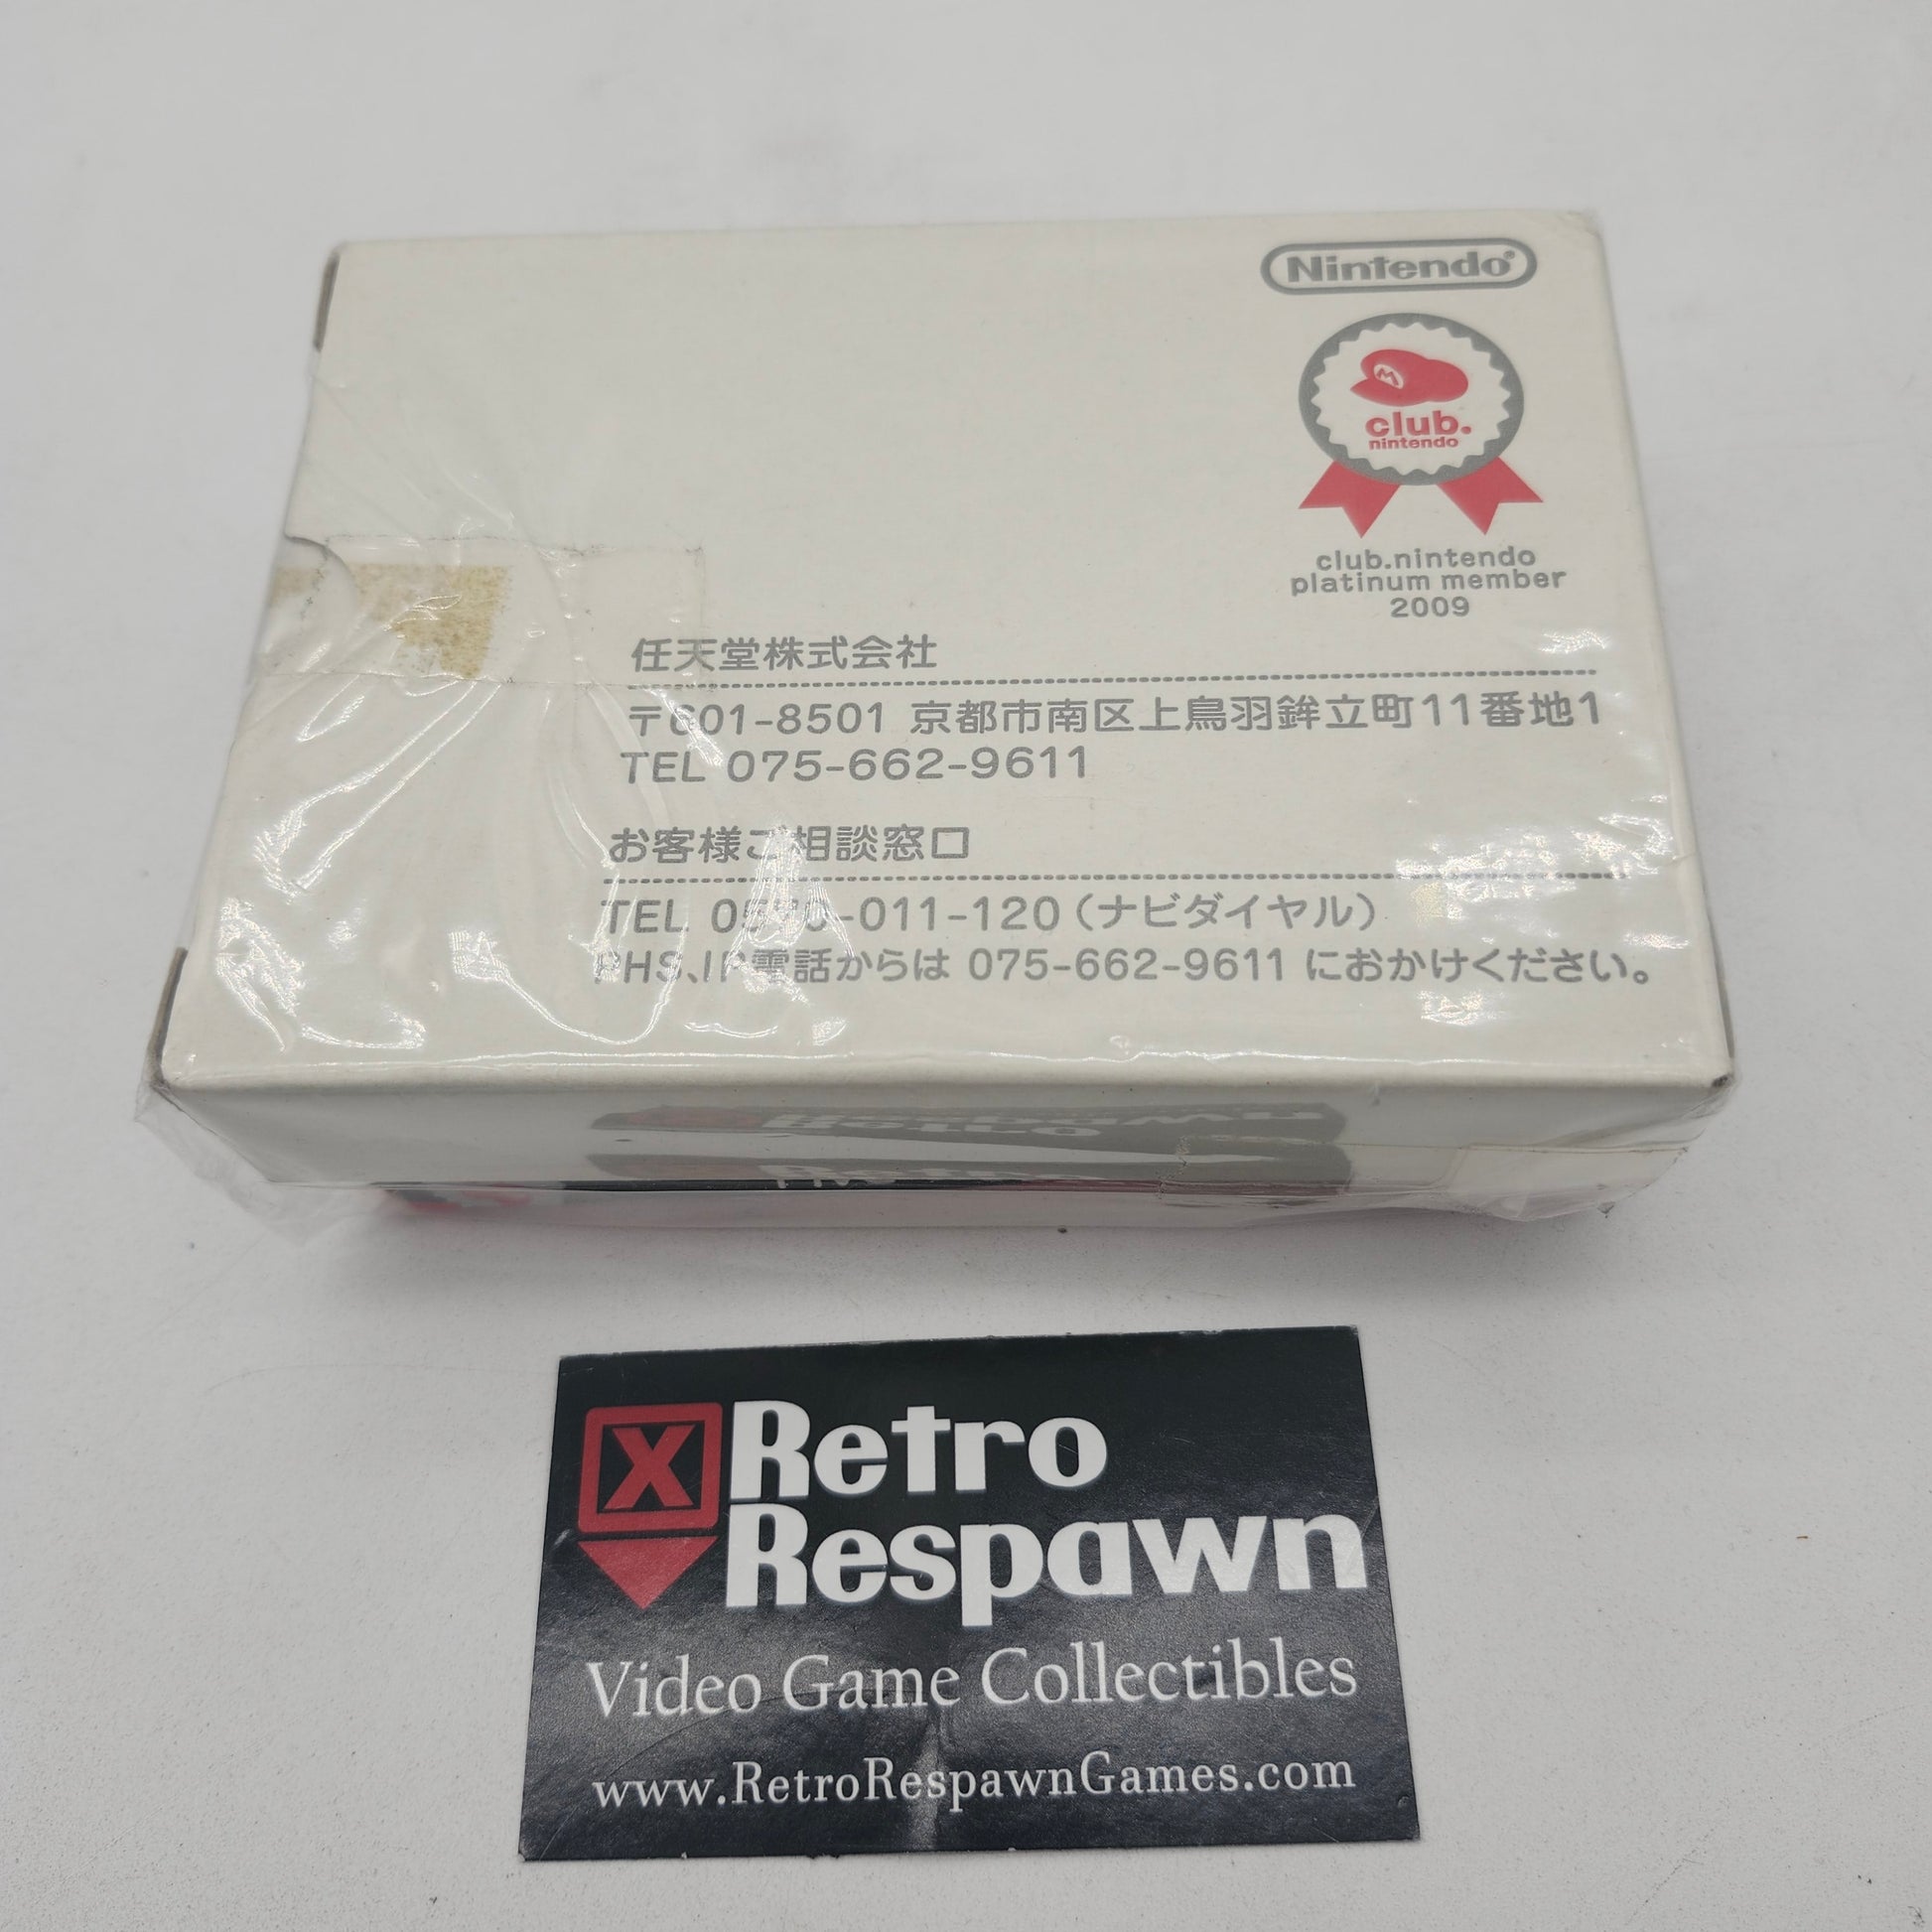 Nintendo®
M
club.
nintendo
club.nintendo
platinum member
2009
任天堂株式会社
〒601-8501 京都市南区上鳥羽鉾立町11番地1
TEL 075-662-9611
お客様ご相談窓口
TEL 0570-011-120(ナビダイヤル)
PHS、IP電話からは 075-662-9611 におかけください。
X Retro
Respawn
Video Game Collectibles
www.RetroRespawnGames.com